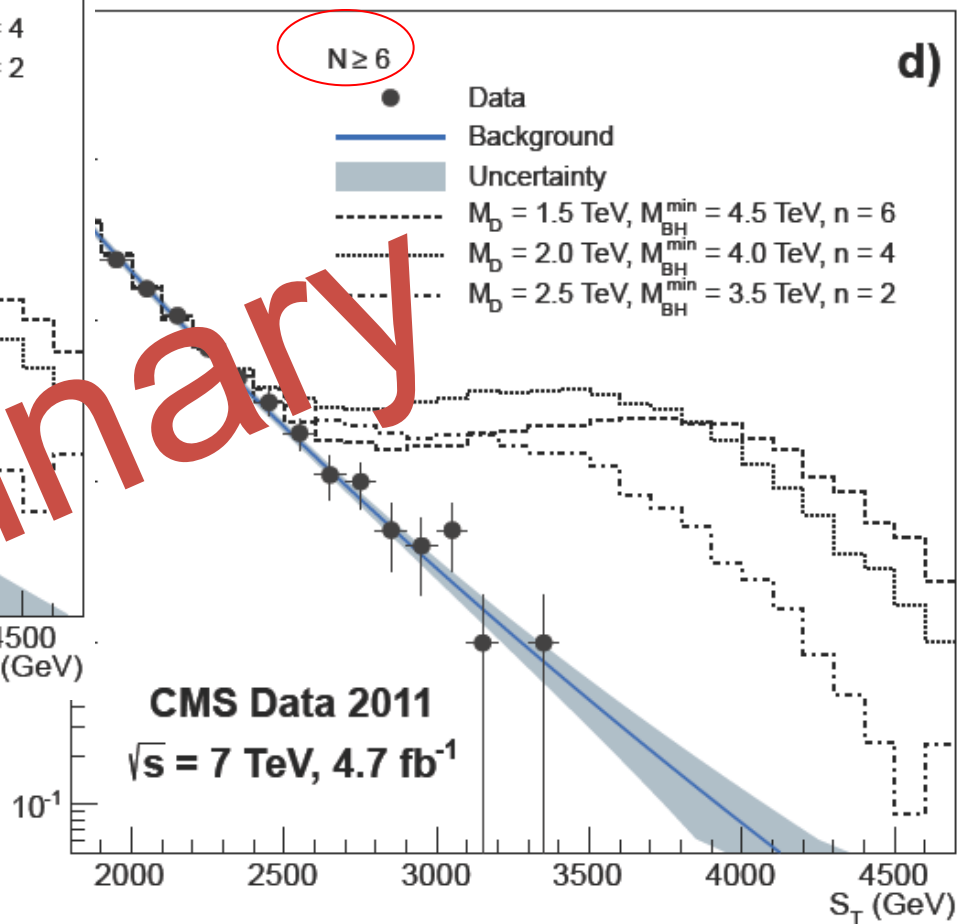 = 4
= 2
N ≥ 6
d)
Data
Background
Uncertainty
M_D = 1.5 TeV, M_BH^min = 4.5 TeV, n = 6
M_D = 2.0 TeV, M_BH^min = 4.0 TeV, n = 4
M_D = 2.5 TeV, M_BH^min = 3.5 TeV, n = 2
nary
4500
(GeV)
CMS Data 2011
√s = 7 TeV, 4.7 fb⁻¹
10⁻¹
2000 2500 3000 3500 4000 4500
S_T (GeV)